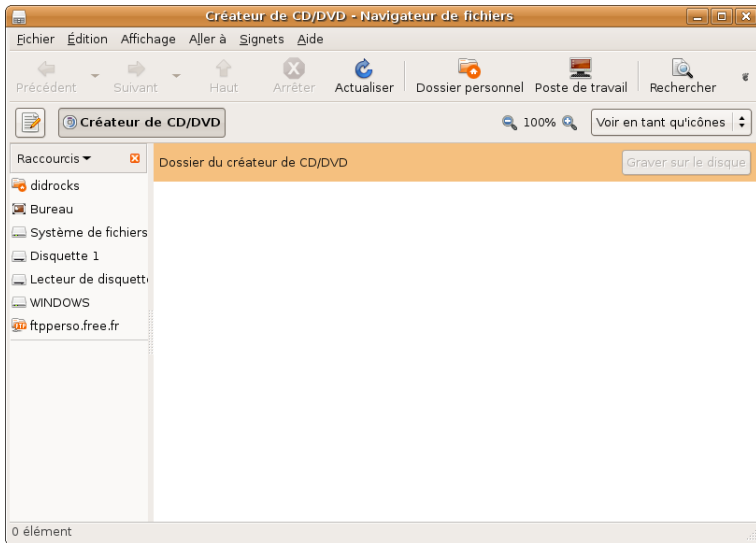 Créateur de CD/DVD - Navigateur de fichiers
Fichier Édition Affichage Aller à Signets Aide
Précédent Suivant Haut Arrêter Actualiser Dossier personnel Poste de travail Rechercher
Créateur de CD/DVD 100% Voir en tant qu'icônes
Raccourcis
Dossier du créateur de CD/DVD Graver sur le disque
didrocks
Bureau
Système de fichiers
Disquette 1
Lecteur de disquett
WINDOWS
ftpperso.free.fr
0 élément